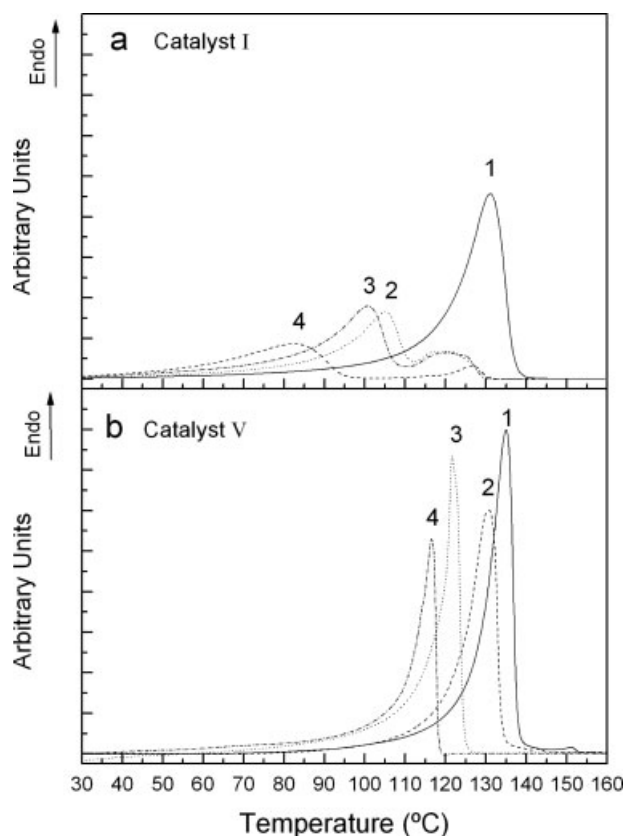 a Catalyst I
Endo
Arbitrary Units
1
3
2
4
b Catalyst V
Endo
Arbitrary Units
1
3
2
4
30 40 50 60 70 80 90 100 110 120 130 140 150 160
Temperature (ºC)